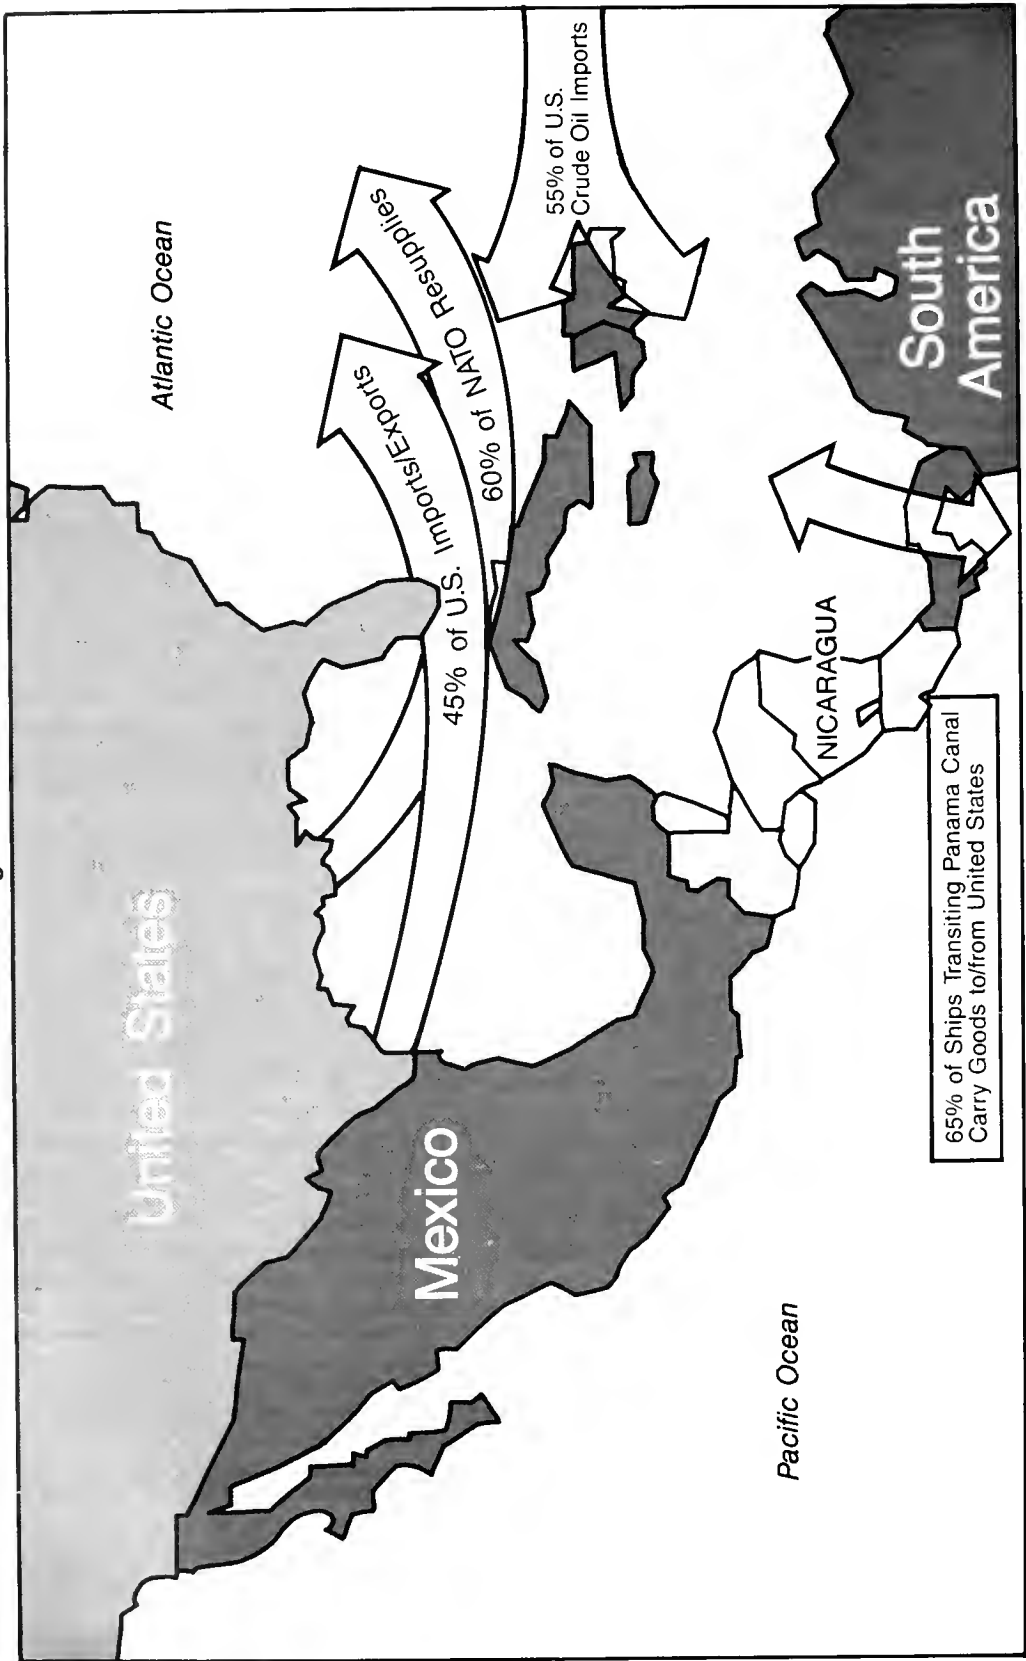 United States
Atlantic Ocean
45% of U.S. Imports/Exports
60% of NATO Resupplies
55% of U.S.
Crude Oil Imports
Mexico
NICARAGUA
South
America
Pacific Ocean
65% of Ships Transiting Panama Canal
Carry Goods to/from United States